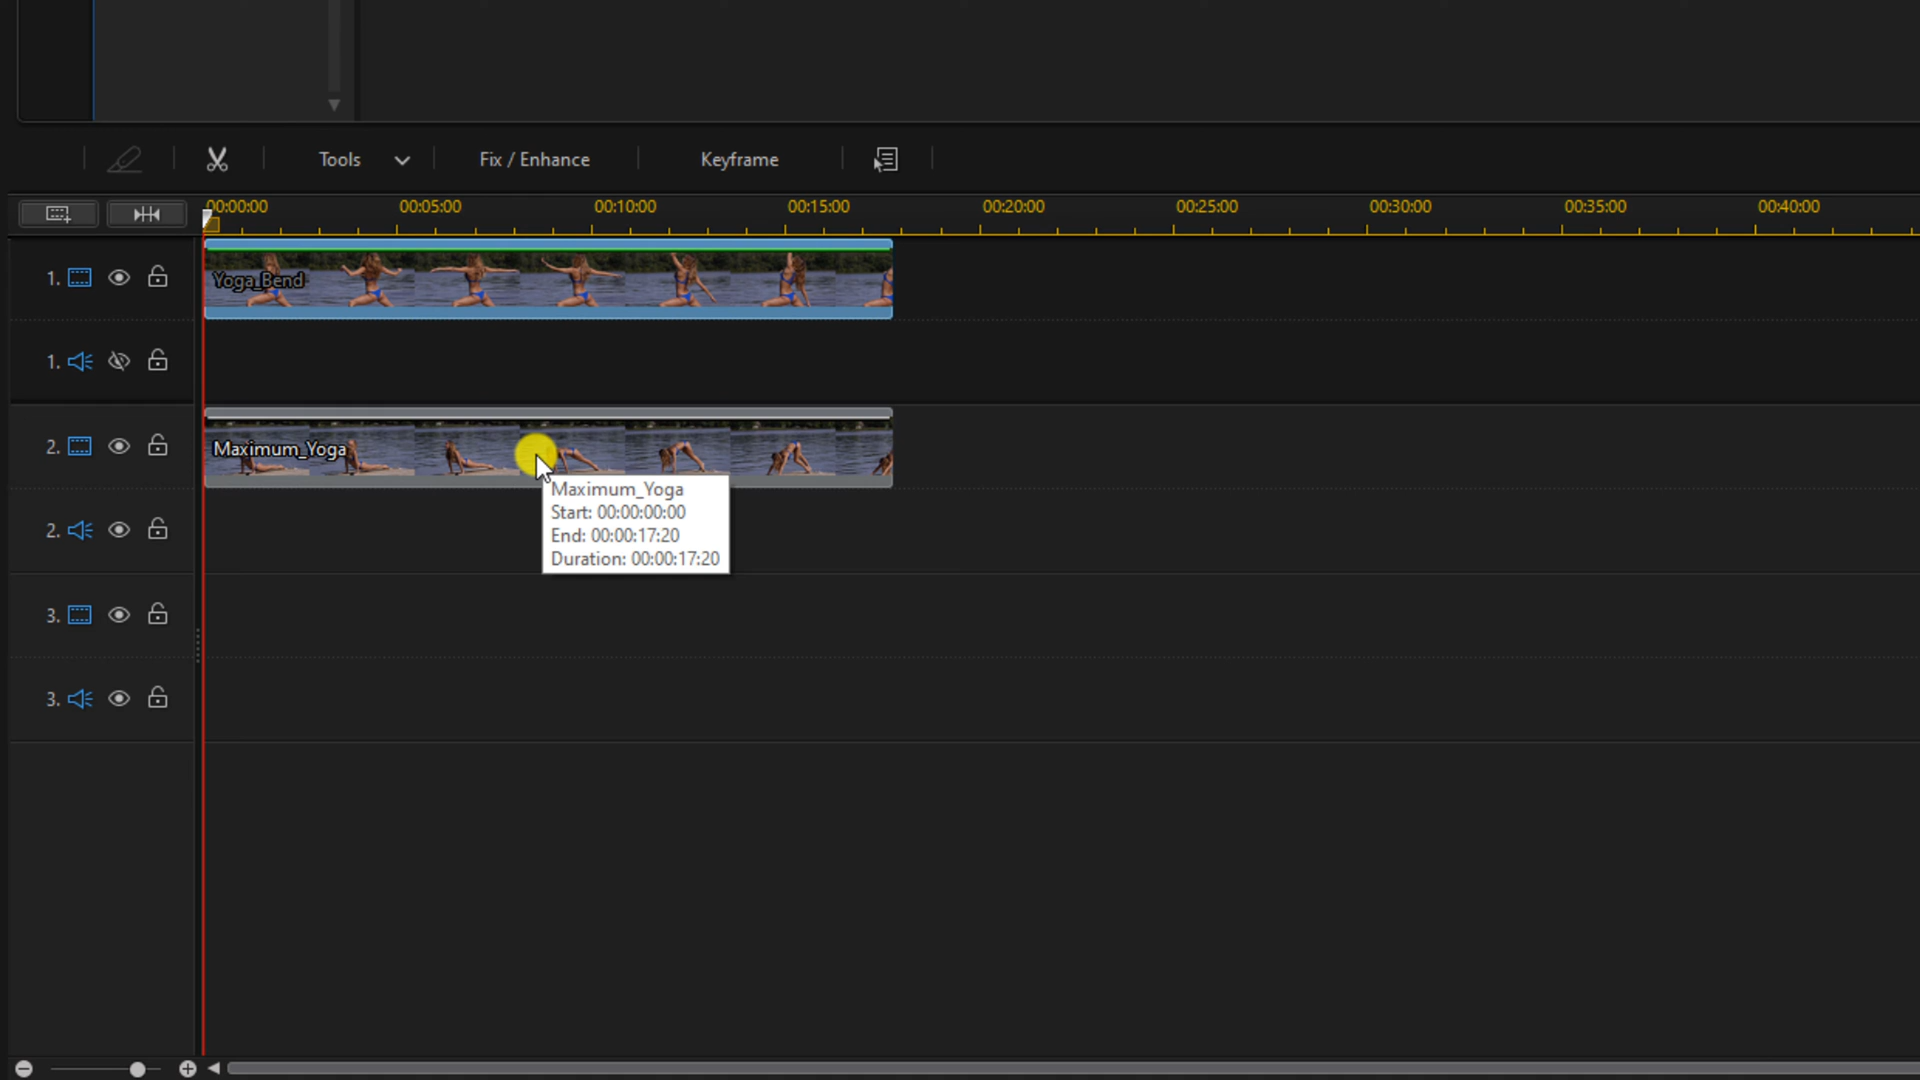 Tools
Fix / Enhance
Keyframe
00:00:00
00:05:00
00:10:00
00:15:00
00:20:00
00:25:00
00:30:00
00:35:00
00:40:00
1.
Yoga_Bend
1.
2.
Maximum_Yoga
Maximum_Yoga
Start: 00:00:00:00
End: 00:00:17:20
Duration: 00:00:17:20
2.
3.
3.